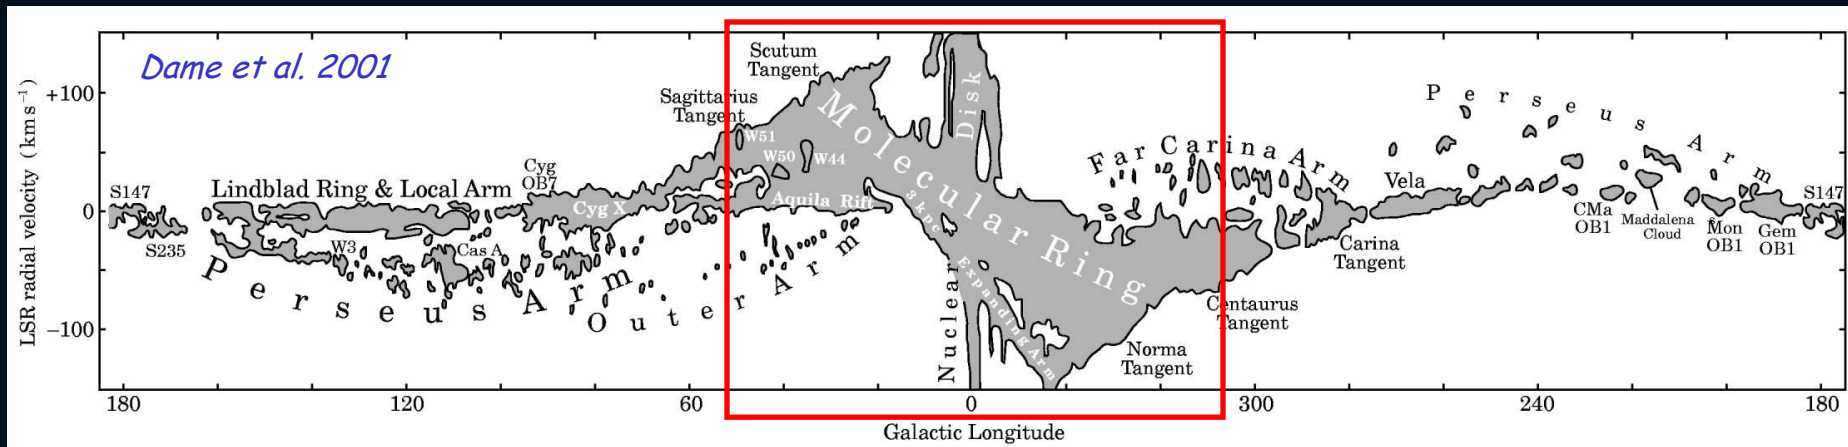 Dame et al. 2001
LSR radial velocity (km s⁻¹)
+100
0
−100
S147
S235
Lindblad Ring & Local Arm
W3
Cas A
Perseus Arm
Cyg
OB7
Cyg X
Outer Arm
Sagittarius
Tangent
Scutum
Tangent
W51
W50
W44
Aquila Rift
Molecular Ring
3kpc Expanding Arm
Nuclear Disk
Far Carina Arm
Norma
Tangent
Centaurus
Tangent
Carina
Tangent
Vela
Perseus Arm
CMa
OB1
Maddalena
Cloud
Mon
OB1
Gem
OB1
S147
180
120
60
0
300
240
180
Galactic Longitude